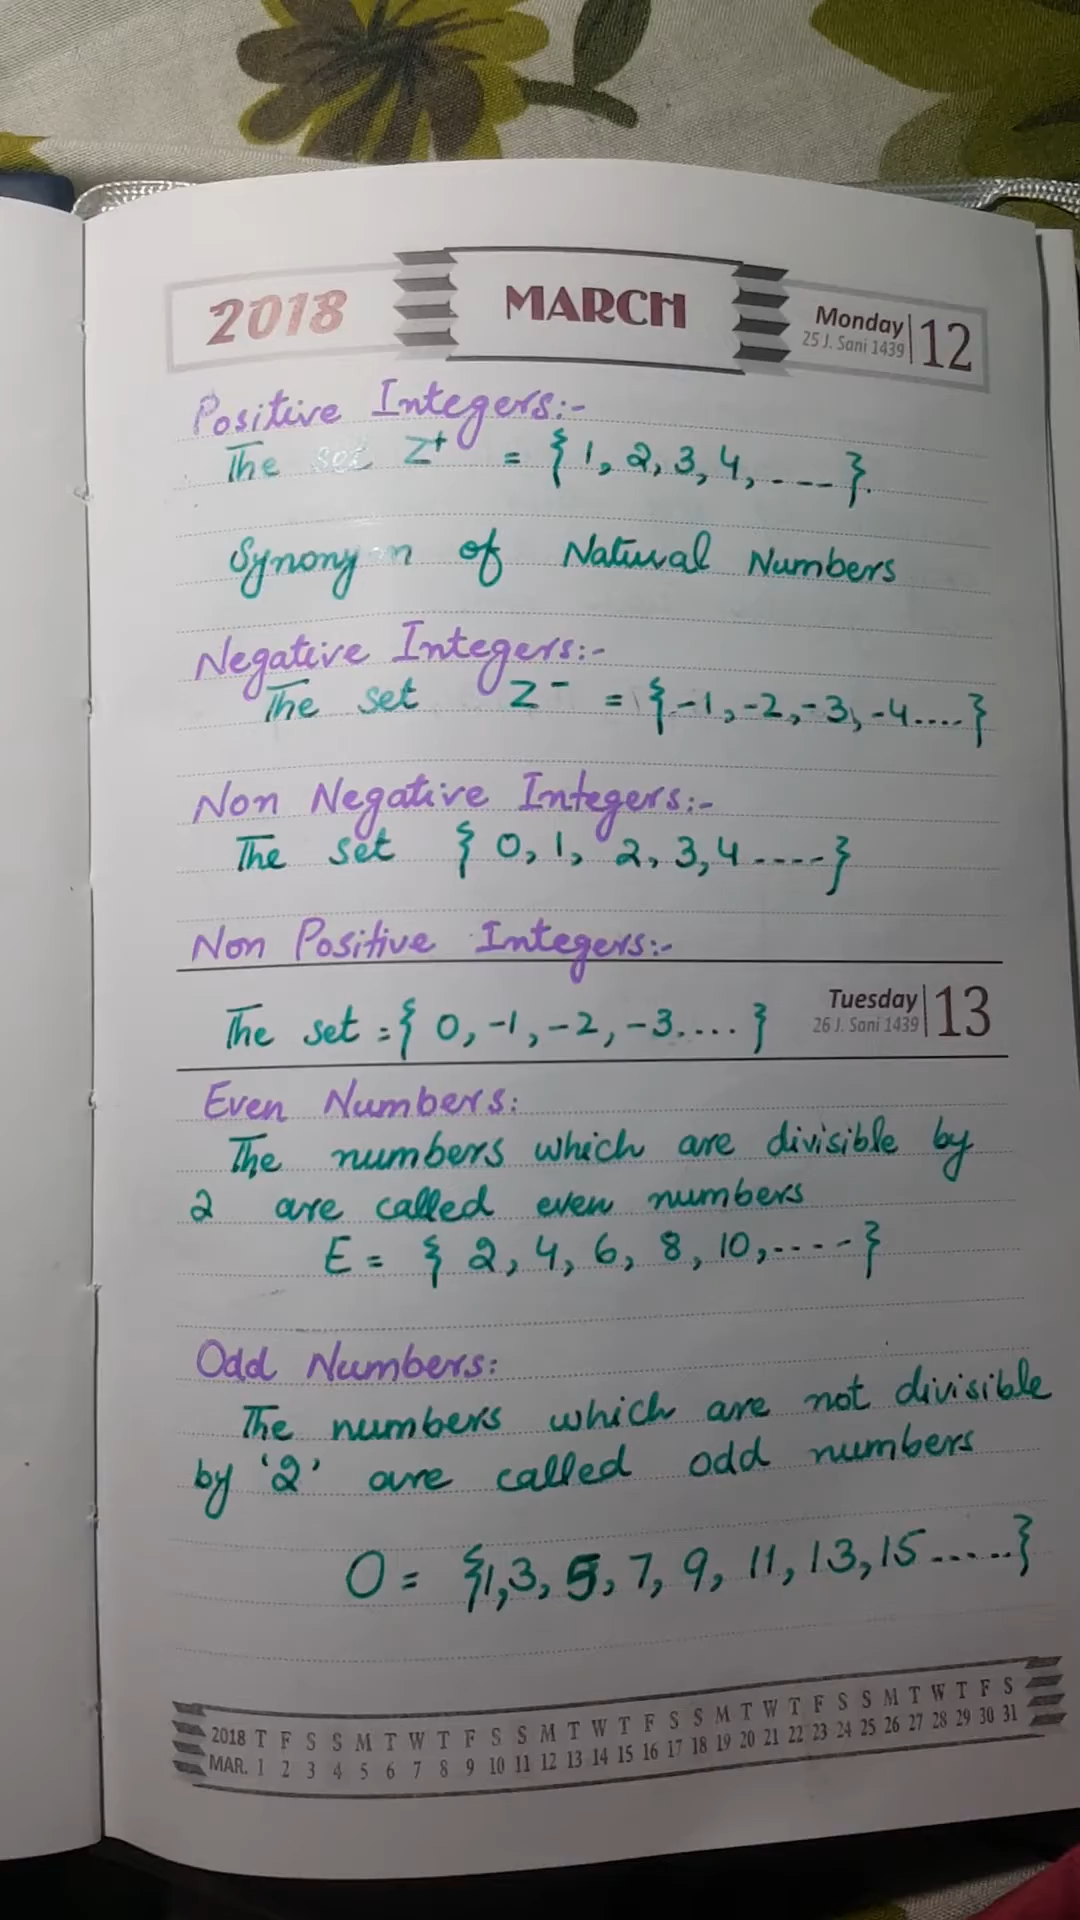 2018 MARCH Monday 12
25 J. Sani 1439
Positive Integers:-
The set Z+ = { 1, 2, 3, 4, ---- }.
Synonym of Natural Numbers
Negative Integers:-
The set Z- = {-1, -2, -3, -4....}
Non Negative Integers:-
The set { 0, 1, 2, 3, 4 ----}
Non Positive Integers:-
Tuesday 13
26 J. Sani 1439
The set = { 0, -1, -2, -3.... }
Even Numbers:
The numbers which are divisible by
2 are called even numbers
E = { 2, 4, 6, 8, 10, ---- }
Odd Numbers:
The numbers which are not divisible
by '2' are called odd numbers
O = {1, 3, 5, 7, 9, 11, 13, 15 ......}
2018 T F S S M T W T F S S M T W T F S S M T W T F S S M T W T F S
MAR. 1 2 3 4 5 6 7 8 9 10 11 12 13 14 15 16 17 18 19 20 21 22 23 24 25 26 27 28 29 30 31